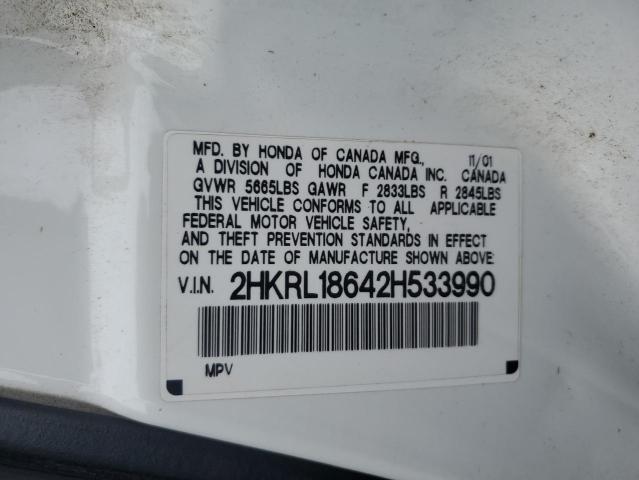 MFD. BY HONDA OF CANADA MFG., 11/01
A DIVISION OF HONDA CANADA INC. CANADA
GVWR 5665LBS GAWR F 2833LBS R 2845LBS
THIS VEHICLE CONFORMS TO ALL APPLICABLE
FEDERAL MOTOR VEHICLE SAFETY,
AND THEFT PREVENTION STANDARDS IN EFFECT
ON THE DATE OF MANUFACTURE SHOWN ABOVE.
V.I.N. 2HKRL18642H533990
MPV